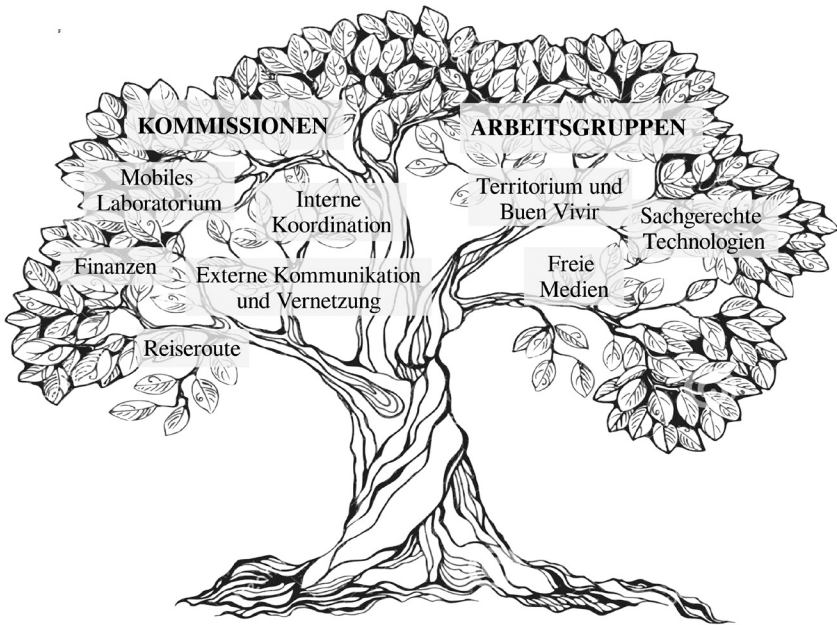 KOMMISSIONEN
Mobiles
Laboratorium
Interne
Koordination
Finanzen
Externe Kommunikation
und Vernetzung
Reiseroute
ARBEITSGRUPPEN
Territorium und
Buen Vivir
Sachgerechte
Technologien
Freie
Medien